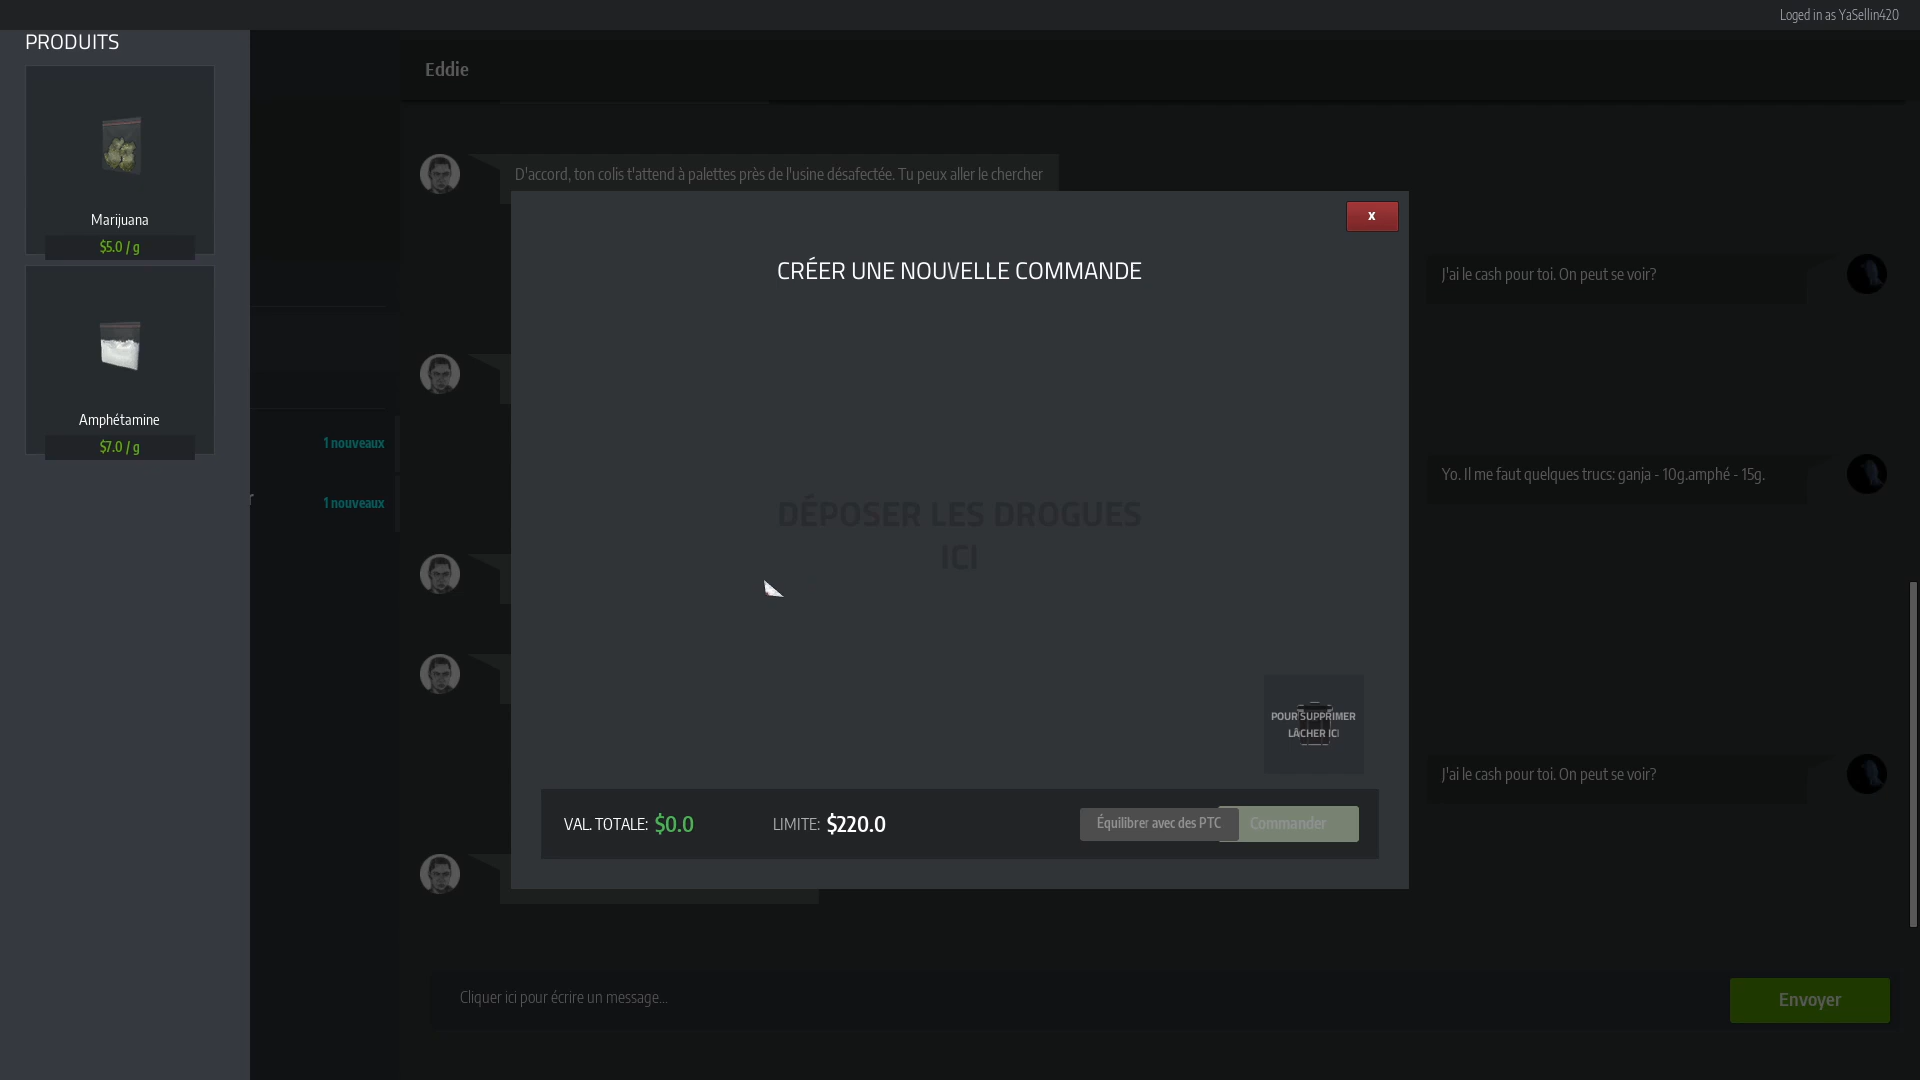 Loged in as YaSellin420
PRODUITS
Marijuana
$5.0 / g
Amphétamine
$7.0 / g
1 nouveaux
1 nouveaux
Eddie
D'accord, ton colis t'attend à palettes près de l'usine désafectée. Tu peux aller le chercher
J'ai le cash pour toi. On peut se voir?
Yo. Il me faut quelques trucs: ganja - 10g.amphé - 15g.
J'ai le cash pour toi. On peut se voir?
x
CRÉER UNE NOUVELLE COMMANDE
DÉPOSER LES DROGUES
ICI
POUR SUPPRIMER
LÂCHER ICI
VAL. TOTALE: $0.0
LIMITE: $220.0
Équilibrer avec des PTC
Commander
Cliquer ici pour écrire un message...
Envoyer